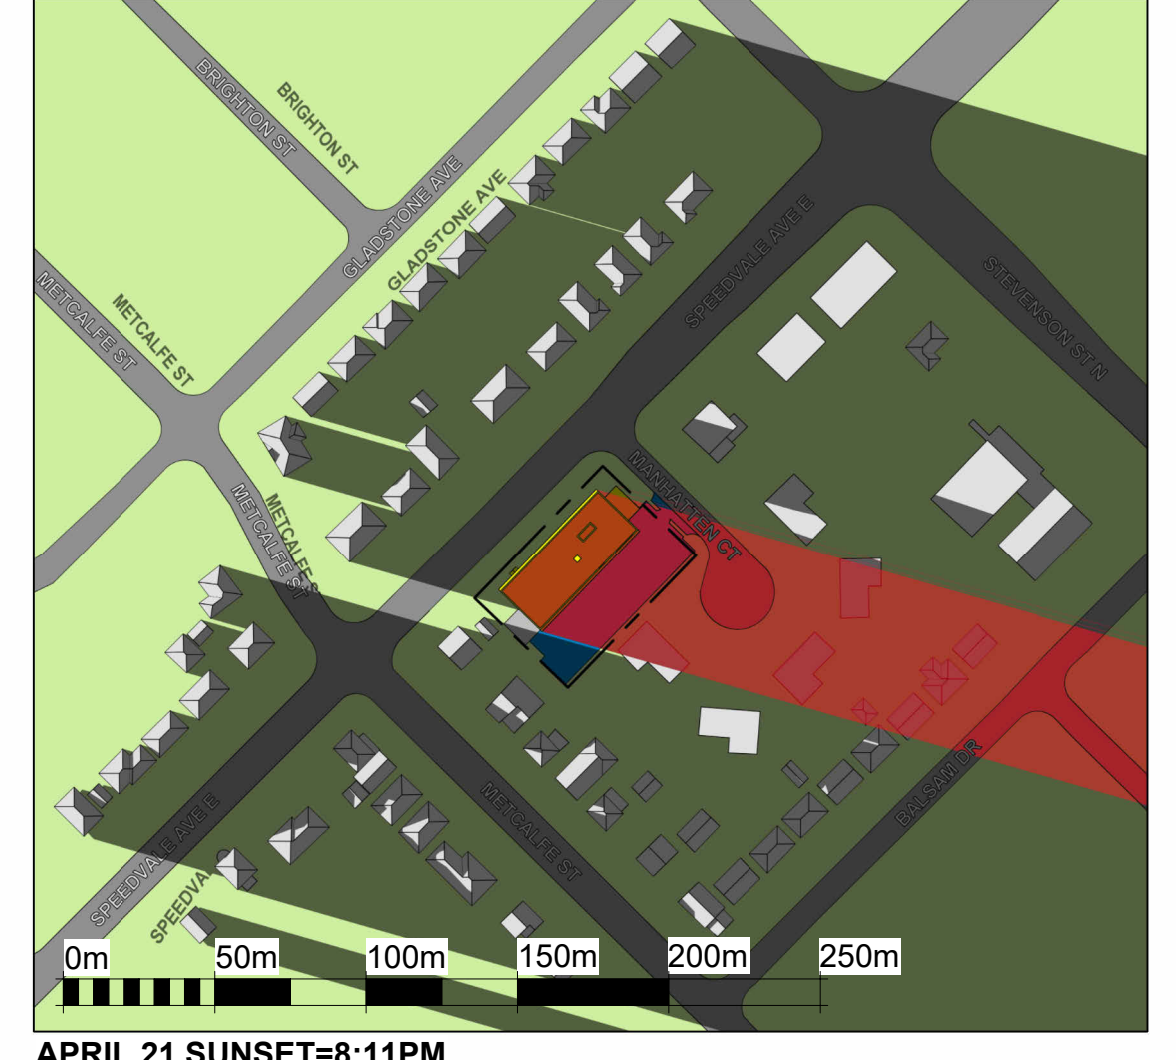 BRIGHTON ST
BRIGHTON ST
GLADSTONE AVE
GLADSTONE AVE
METCALFE ST
METCALFE ST
SPEEDVALE AVE E
STEVENSON ST N
MANHATTEN CT
METCALFE ST
METCALFE S
METCALFE ST
BALSAM DR
SPEEDVALE AVE E
SPEEDVA
0m 50m 100m 150m 200m 250m
APRIL 21 SUNSET=8:11PM